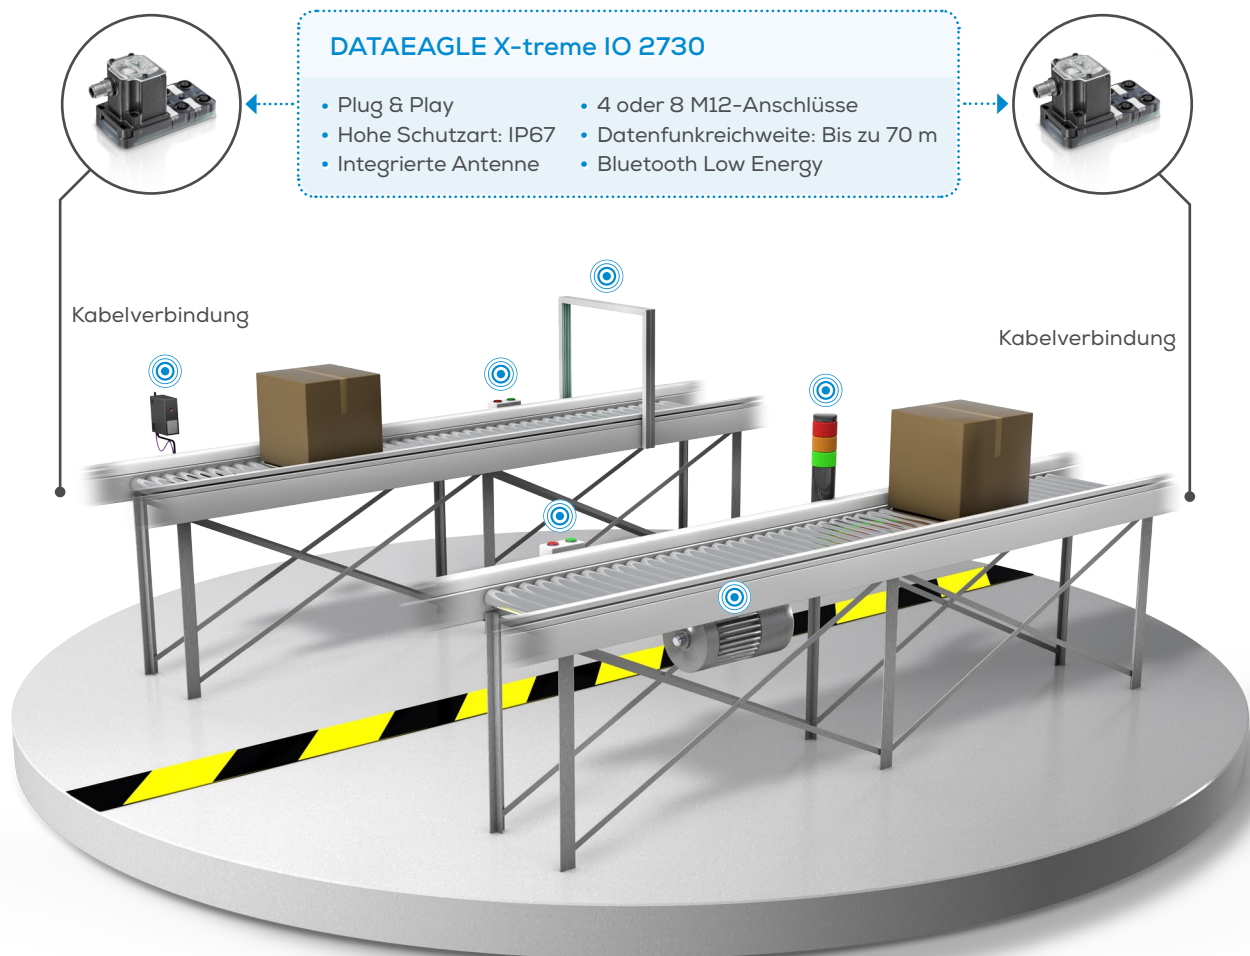 DATAEAGLE X-treme IO 2730
• Plug & Play
• Hohe Schutzart: IP67
• Integrierte Antenne
• 4 oder 8 M12-Anschlüsse
• Datenfunkreichweite: Bis zu 70 m
• Bluetooth Low Energy
Kabelverbindung
Kabelverbindung